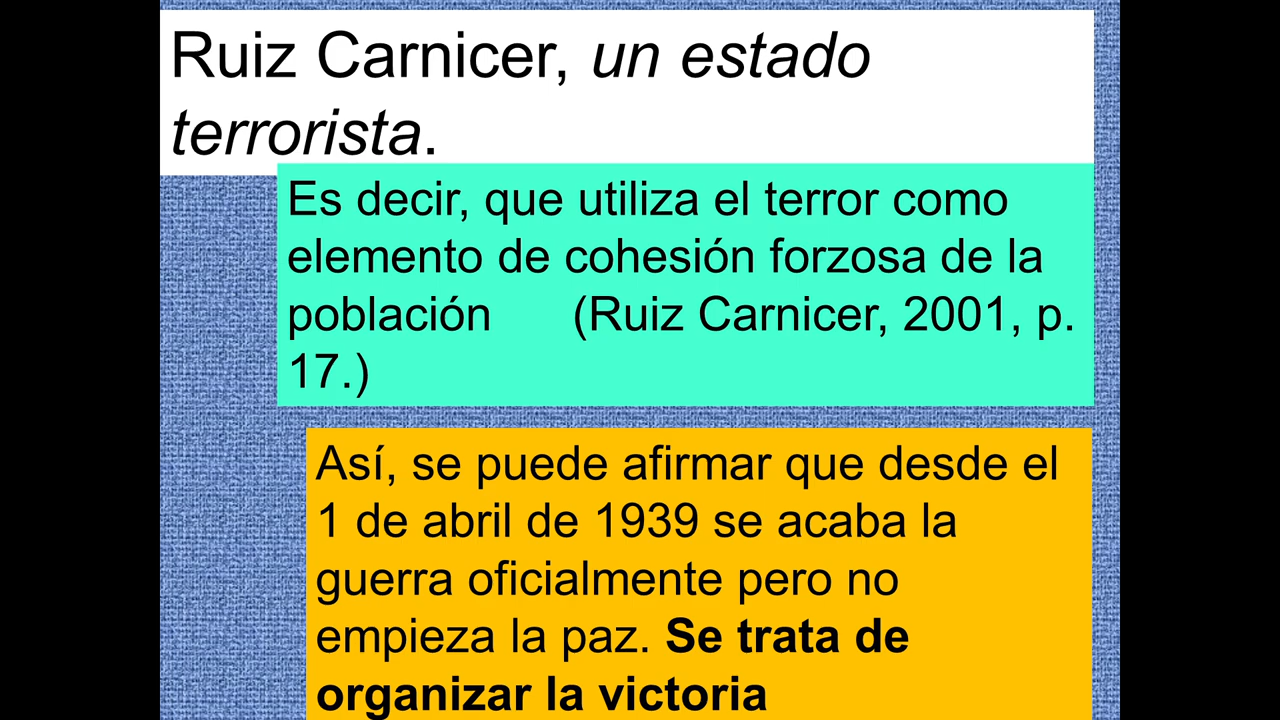 Ruiz Carnicer, un estado
terrorista.
Es decir, que utiliza el terror como
elemento de cohesión forzosa de la
población (Ruiz Carnicer, 2001, p.
17.)
Así, se puede afirmar que desde el
1 de abril de 1939 se acaba la
guerra oficialmente pero no
empieza la paz. Se trata de
organizar la victoria